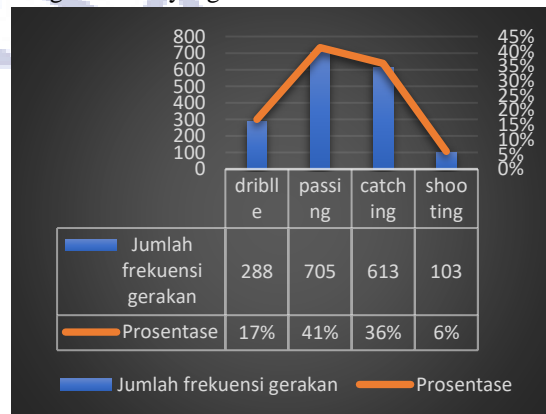 800
700
600
500
400
300
200
100
0
45%
40%
35%
30%
25%
20%
15%
10%
5%
0%
dribll
e
passi
ng
catch
ing
shoo
ting
Jumlah
frekuensi
gerakan
288 705 613 103
Prosentase 17% 41% 36% 6%
Jumlah frekuensi gerakan Prosentase